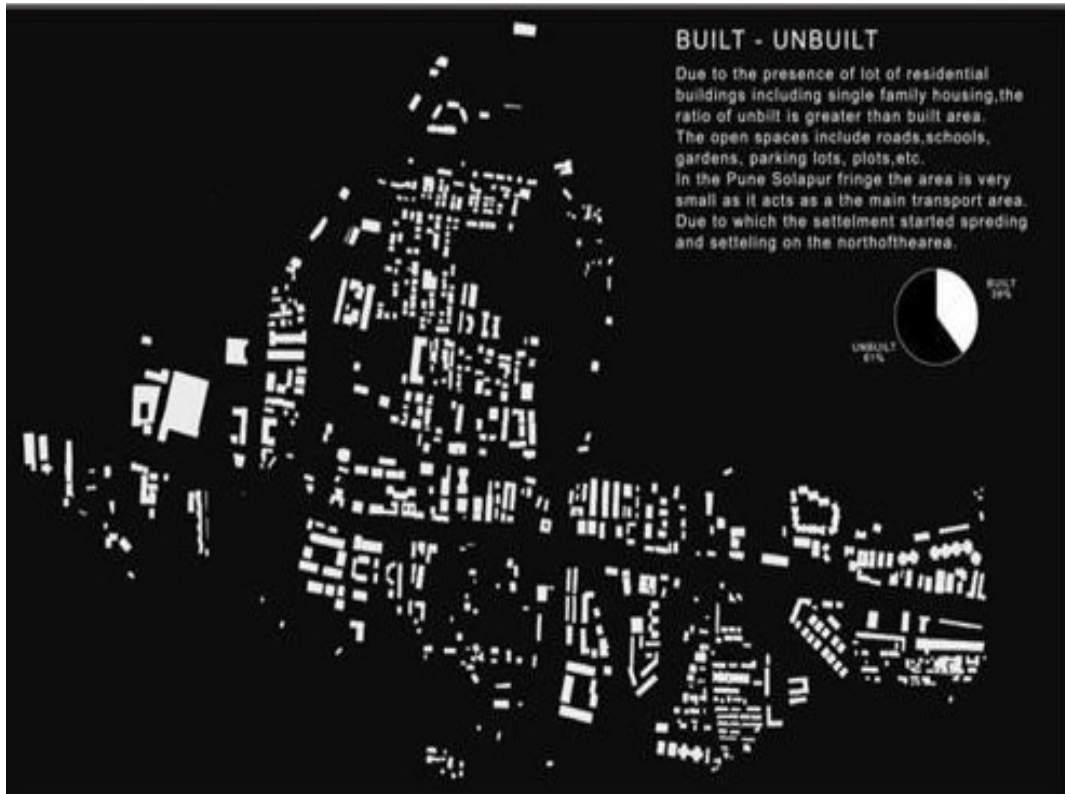 BUILT - UNBUILT
Due to the presence of lot of residential
buildings including single family housing,the
ratio of unbilt is greater than built area.
The open spaces include roads,schools,
gardens, parking lots, plots,etc.
In the Pune Solapur fringe the area is very
small as it acts as a the main transport area.
Due to which the settelment started spreding
and setteling on the northofthearea.
BUILT
39%
UNBUILT
61%